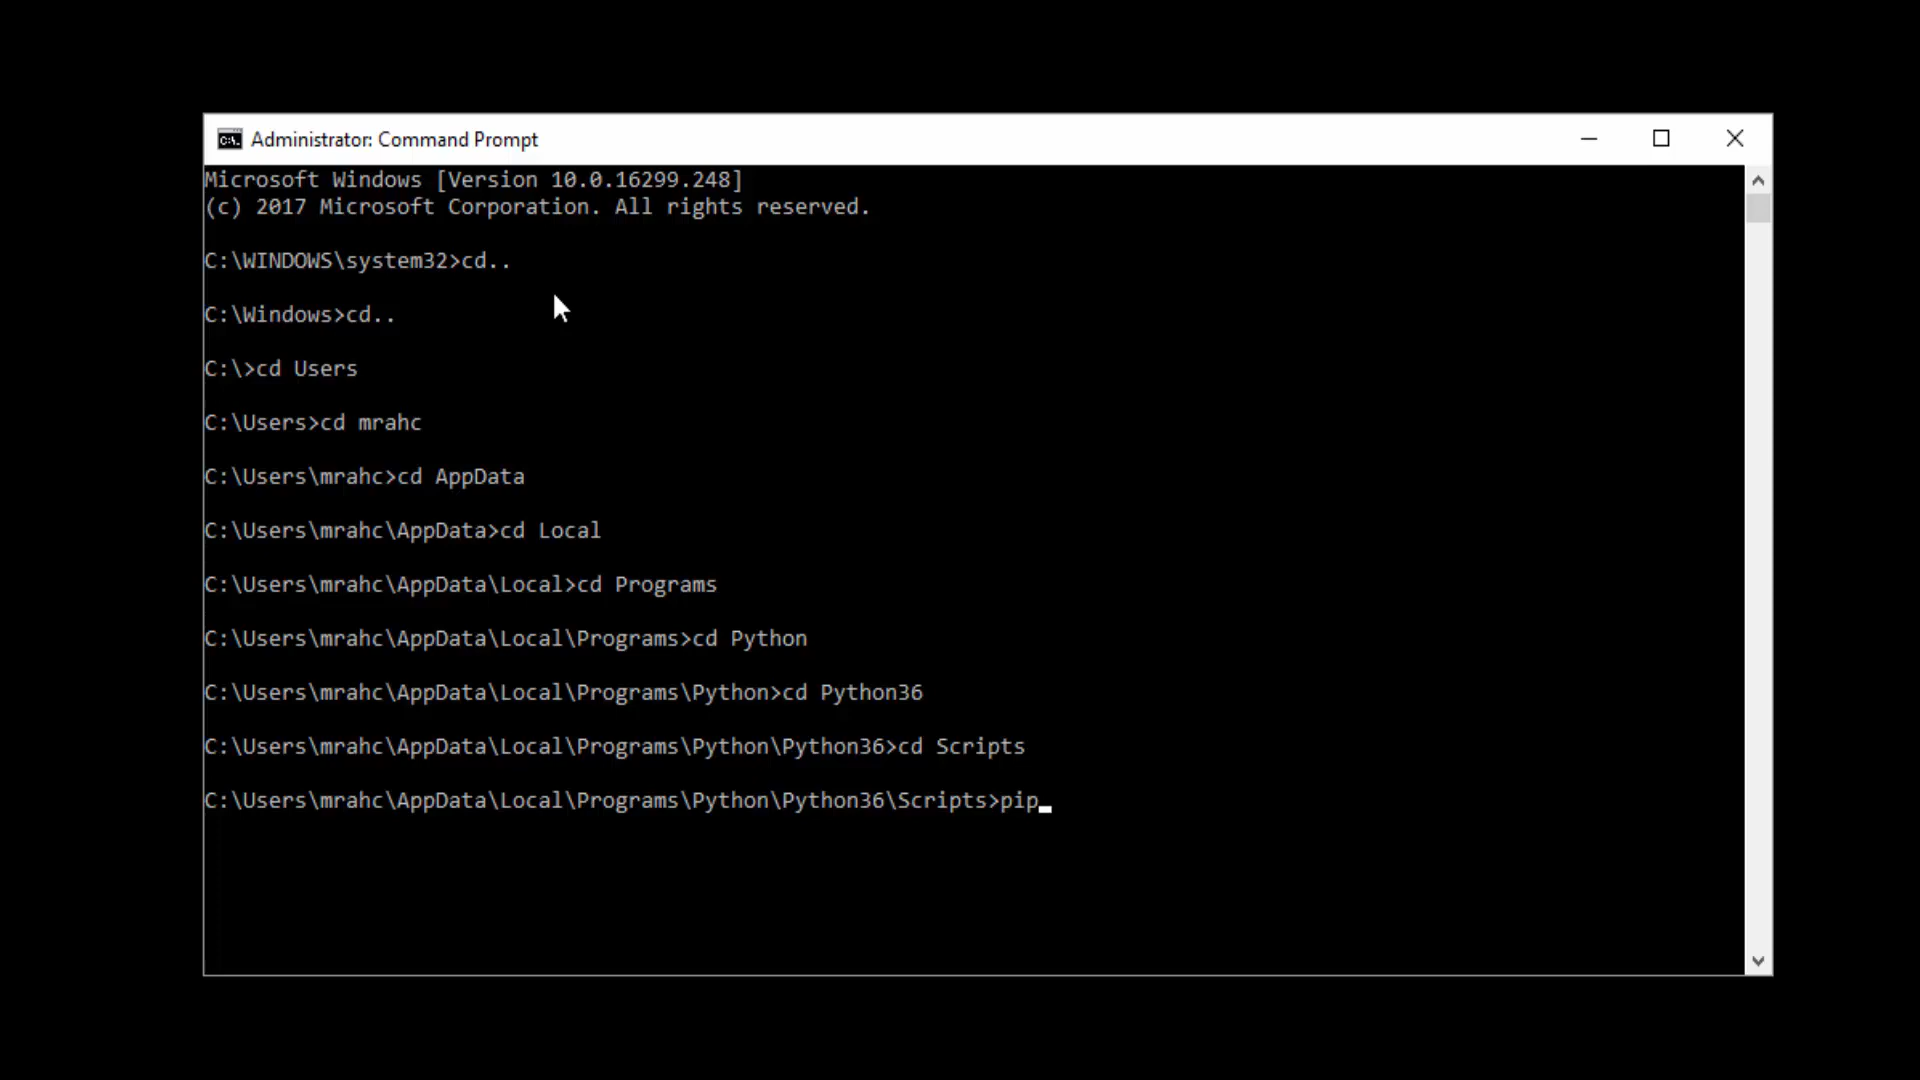 Administrator: Command Prompt
Microsoft Windows [Version 10.0.16299.248]
(c) 2017 Microsoft Corporation. All rights reserved.
C:\WINDOWS\system32>cd..
C:\Windows>cd..
C:\>cd Users
C:\Users>cd mrahc
C:\Users\mrahc>cd AppData
C:\Users\mrahc\AppData>cd Local
C:\Users\mrahc\AppData\Local>cd Programs
C:\Users\mrahc\AppData\Local\Programs>cd Python
C:\Users\mrahc\AppData\Local\Programs\Python>cd Python36
C:\Users\mrahc\AppData\Local\Programs\Python\Python36>cd Scripts
C:\Users\mrahc\AppData\Local\Programs\Python\Python36\Scripts>pip